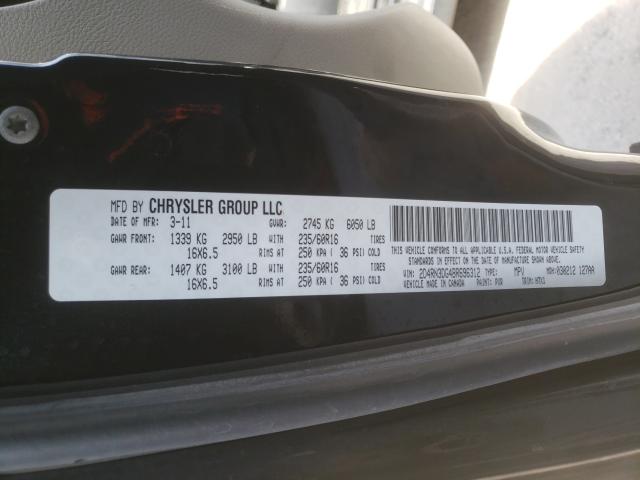 MFD BY CHRYSLER GROUP LLC
DATE OF MFR: 3-11 GVWR: 2745 KG 6050 LB
GAWR FRONT: 1339 KG 2950 LB WITH 235/60R16 TIRES
16X6.5 RIMS AT 250 KPA ( 36 PSI) COLD
GAWR REAR: 1407 KG 3100 LB WITH 235/60R16 TIRES
16X6.5 RIMS AT 250 KPA ( 36 PSI) COLD
THIS VEHICLE CONFORMS TO ALL APPLICABLE U.S.A. FEDERAL MOTOR VEHICLE SAFETY
STANDARDS IN EFFECT ON THE DATE OF MANUFACTURE SHOWN ABOVE.
VIN: 2D4RN3DG4BR696312 TYPE: MPV MDH: 030212 127AA
VEHICLE MADE IN CANADA PAINT: PXR TRIM: H7X1